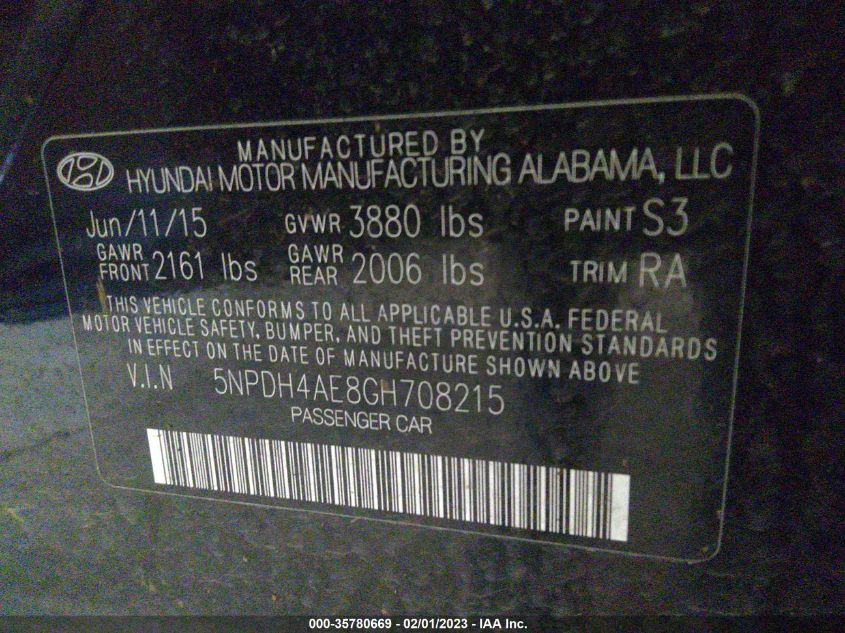 MANUFACTURED BY
HYUNDAI MOTOR MANUFACTURING ALABAMA, LLC
Jun/11/15 GVWR 3880 lbs PAINT S3
GAWR FRONT 2161 lbs GAWR REAR 2006 lbs TRIM RA
THIS VEHICLE CONFORMS TO ALL APPLICABLE U.S.A. FEDERAL
MOTOR VEHICLE SAFETY, BUMPER, AND THEFT PREVENTION STANDARDS
IN EFFECT ON THE DATE OF MANUFACTURE SHOWN ABOVE
V.I.N 5NPDH4AE8GH708215
PASSENGER CAR
000-35780669 - 02/01/2023 - IAA Inc.